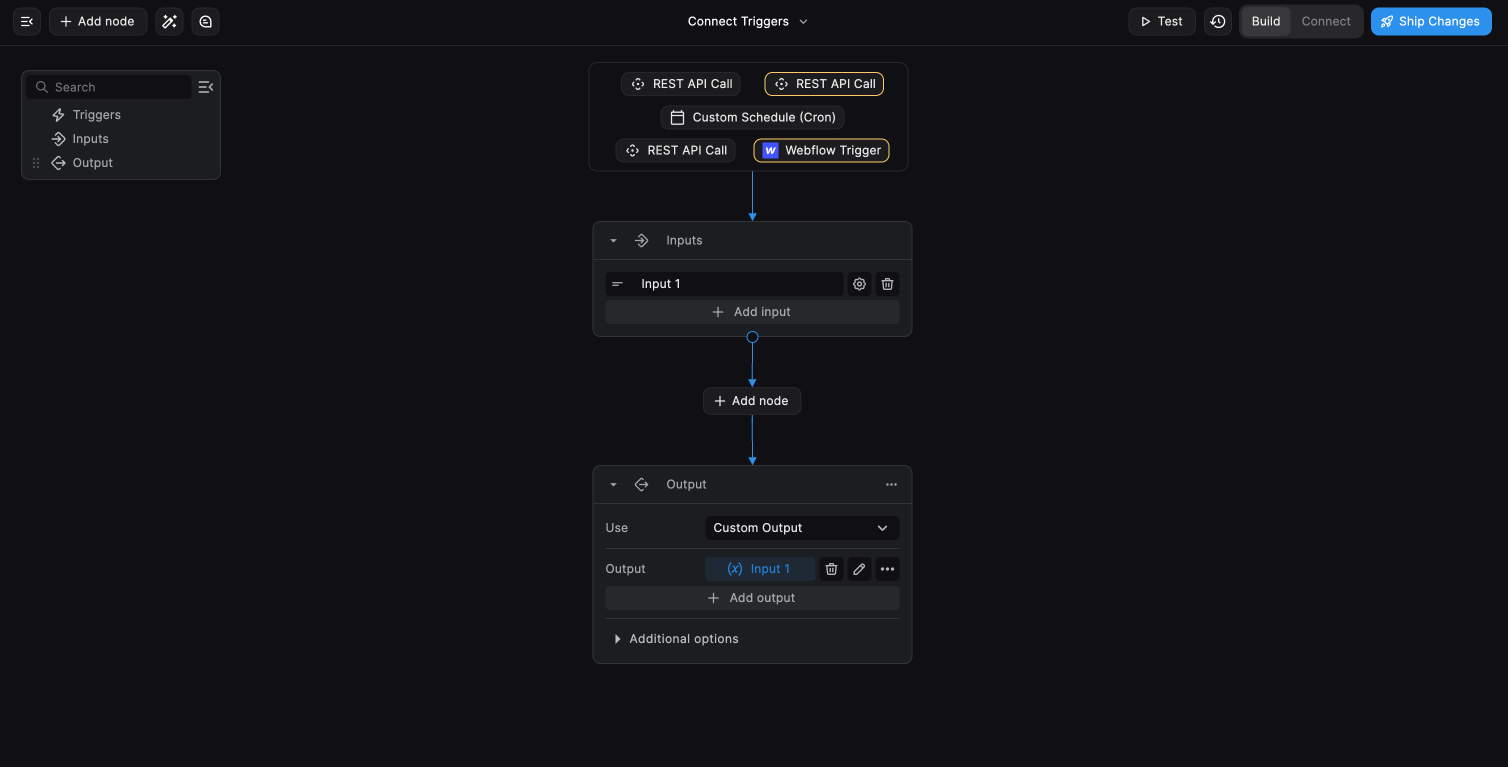 Add node
Connect Triggers
Test
Build
Connect
Ship Changes
Search
Triggers
Inputs
Output
REST API Call
REST API Call
Custom Schedule (Cron)
REST API Call
W Webflow Trigger
Inputs
Input 1
Add input
Add node
Output
Use
Custom Output
Output
(x) Input 1
Add output
Additional options